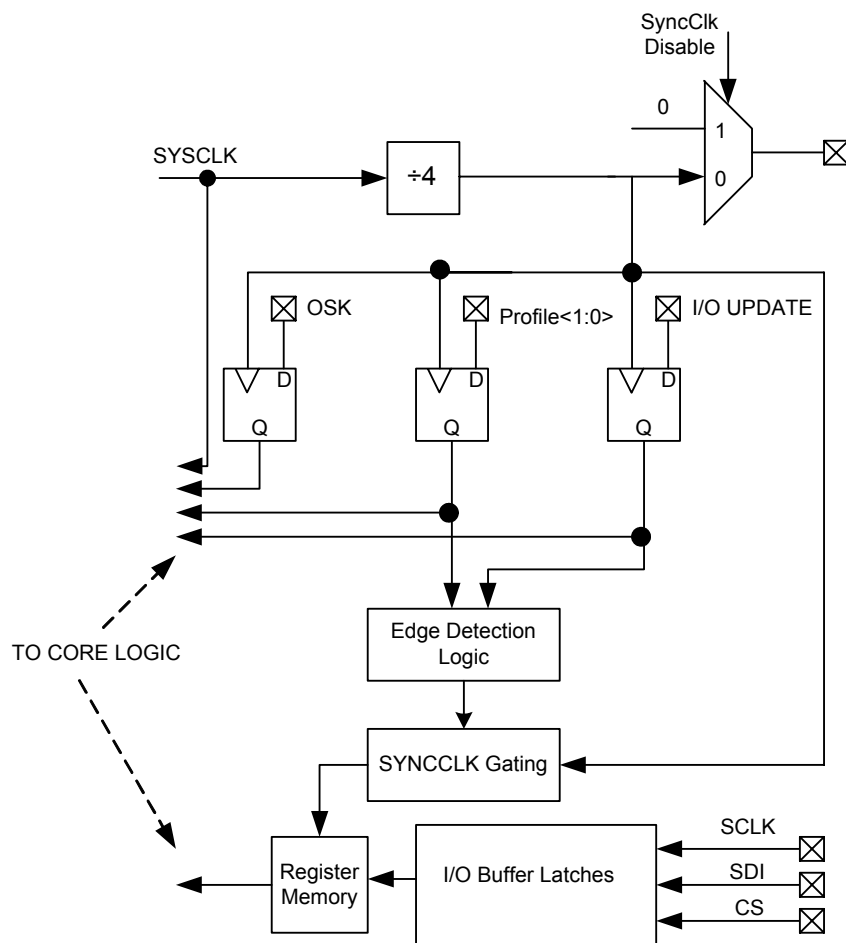 SyncClk
Disable
0
1
SYSCLK
÷4
0
OSK
Profile<1:0>
I/O UPDATE
D
D
D
Q
Q
Q
Edge Detection
Logic
TO CORE LOGIC
SYNCCLK Gating
SCLK
Register
Memory
I/O Buffer Latches
SDI
CS